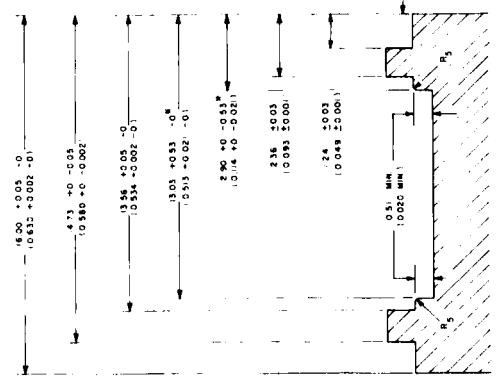 16.00 +0.05 -0
(0.630 +0.002 -0)
4.73 +0 -0.05
(0.580 +0 -0.002)
13.56 +0.05 -0
(0.534 +0.002 -0)
13.03 +0.53 -0*
(0.513 +0.021 -0)
2.90 +0 -0.53*
(0.114 +0 -0.021)
2.36 ±0.03
(0.093 ±0.001)
.24 ±0.03
(0.049 ±0.001)
0.51 MIN.
(0.020 MIN.)
R5
R5